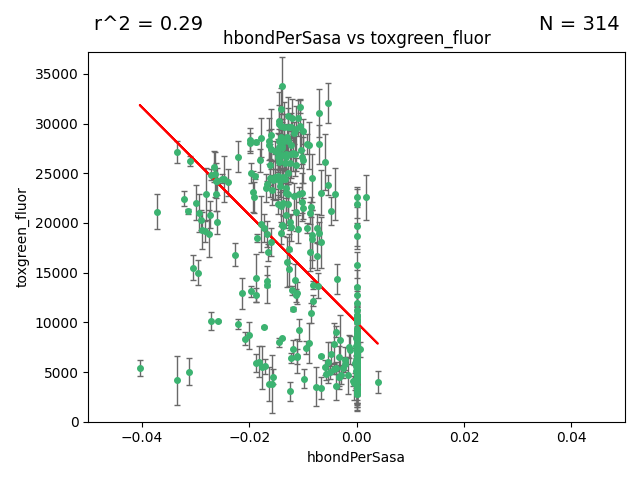 r^2 = 0.29
N = 314
hbondPerSasa vs toxgreen_fluor
35000
30000
25000
20000
15000
10000
5000
0
toxgreen_fluor
−0.04
−0.02
0.00
0.02
0.04
hbondPerSasa